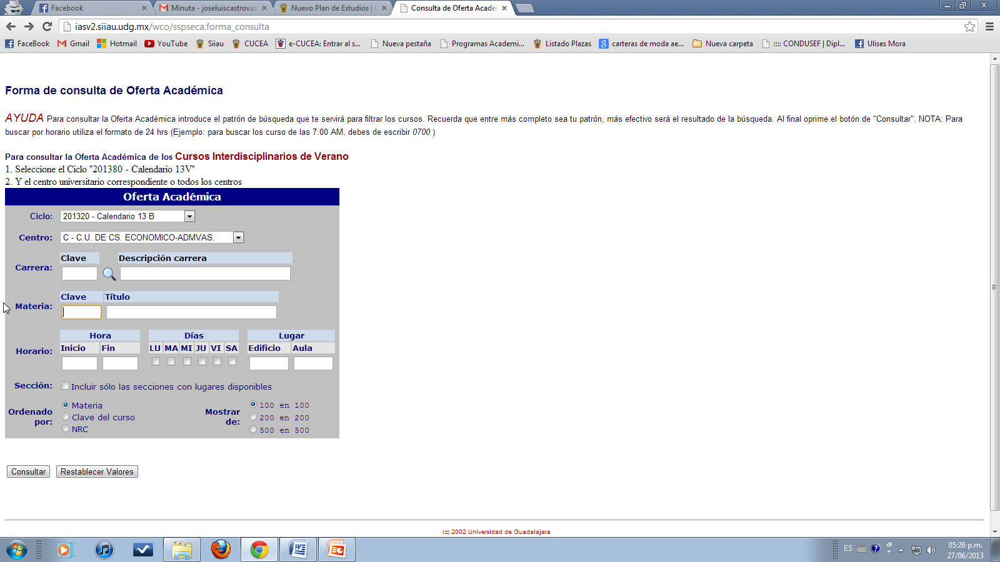 Facebook
Minuta - joseluiscastrovaz
Nuevo Plan de Estudios |
Consulta de Oferta Acade
iasv2.siiau.udg.mx/wco/sspseca.forma_consulta
FaceBook Gmail Hotmail YouTube Siiau CUCEA e-CUCEA: Entrar al s... Nueva pestaña Programas Academi... Listado Plazas carteras de moda ae... Nueva carpeta :::: CONDUSEF | Dipl... Ulises Mora
Forma de consulta de Oferta Académica
AYUDA Para consultar la Oferta Académica introduce el patrón de búsqueda que te servirá para filtrar los cursos. Recuerda que entre más completo sea tu patrón, más efectivo será el resultado de la búsqueda. Al final oprime el botón de "Consultar". NOTA: Para
buscar por horario utiliza el formato de 24 hrs (Ejemplo: para buscar los curso de las 7:00 AM, debes de escribir 0700 )
Para consultar la Oferta Académica de los Cursos Interdisciplinarios de Verano
1. Seleccione el Ciclo "201380 - Calendario 13V"
2. Y el centro universitario correspondiente o todos los centros
Oferta Académica
Ciclo: 201320 - Calendario 13 B
Centro: C - C.U. DE CS. ECONOMICO-ADMVAS.
Clave Descripción carrera
Carrera:
Clave Título
Materia:
Hora Días Lugar
Inicio Fin LU MA MI JU VI SA Edificio Aula
Horario:
Sección: Incluir sólo las secciones con lugares disponibles
Ordenado por: Materia
Clave del curso
NRC
Mostrar de: 100 en 100
200 en 200
500 en 500
Consultar Restablecer Valores
(c) 2002 Universidad de Guadalajara
ES 05:26 p.m.
27/06/2013